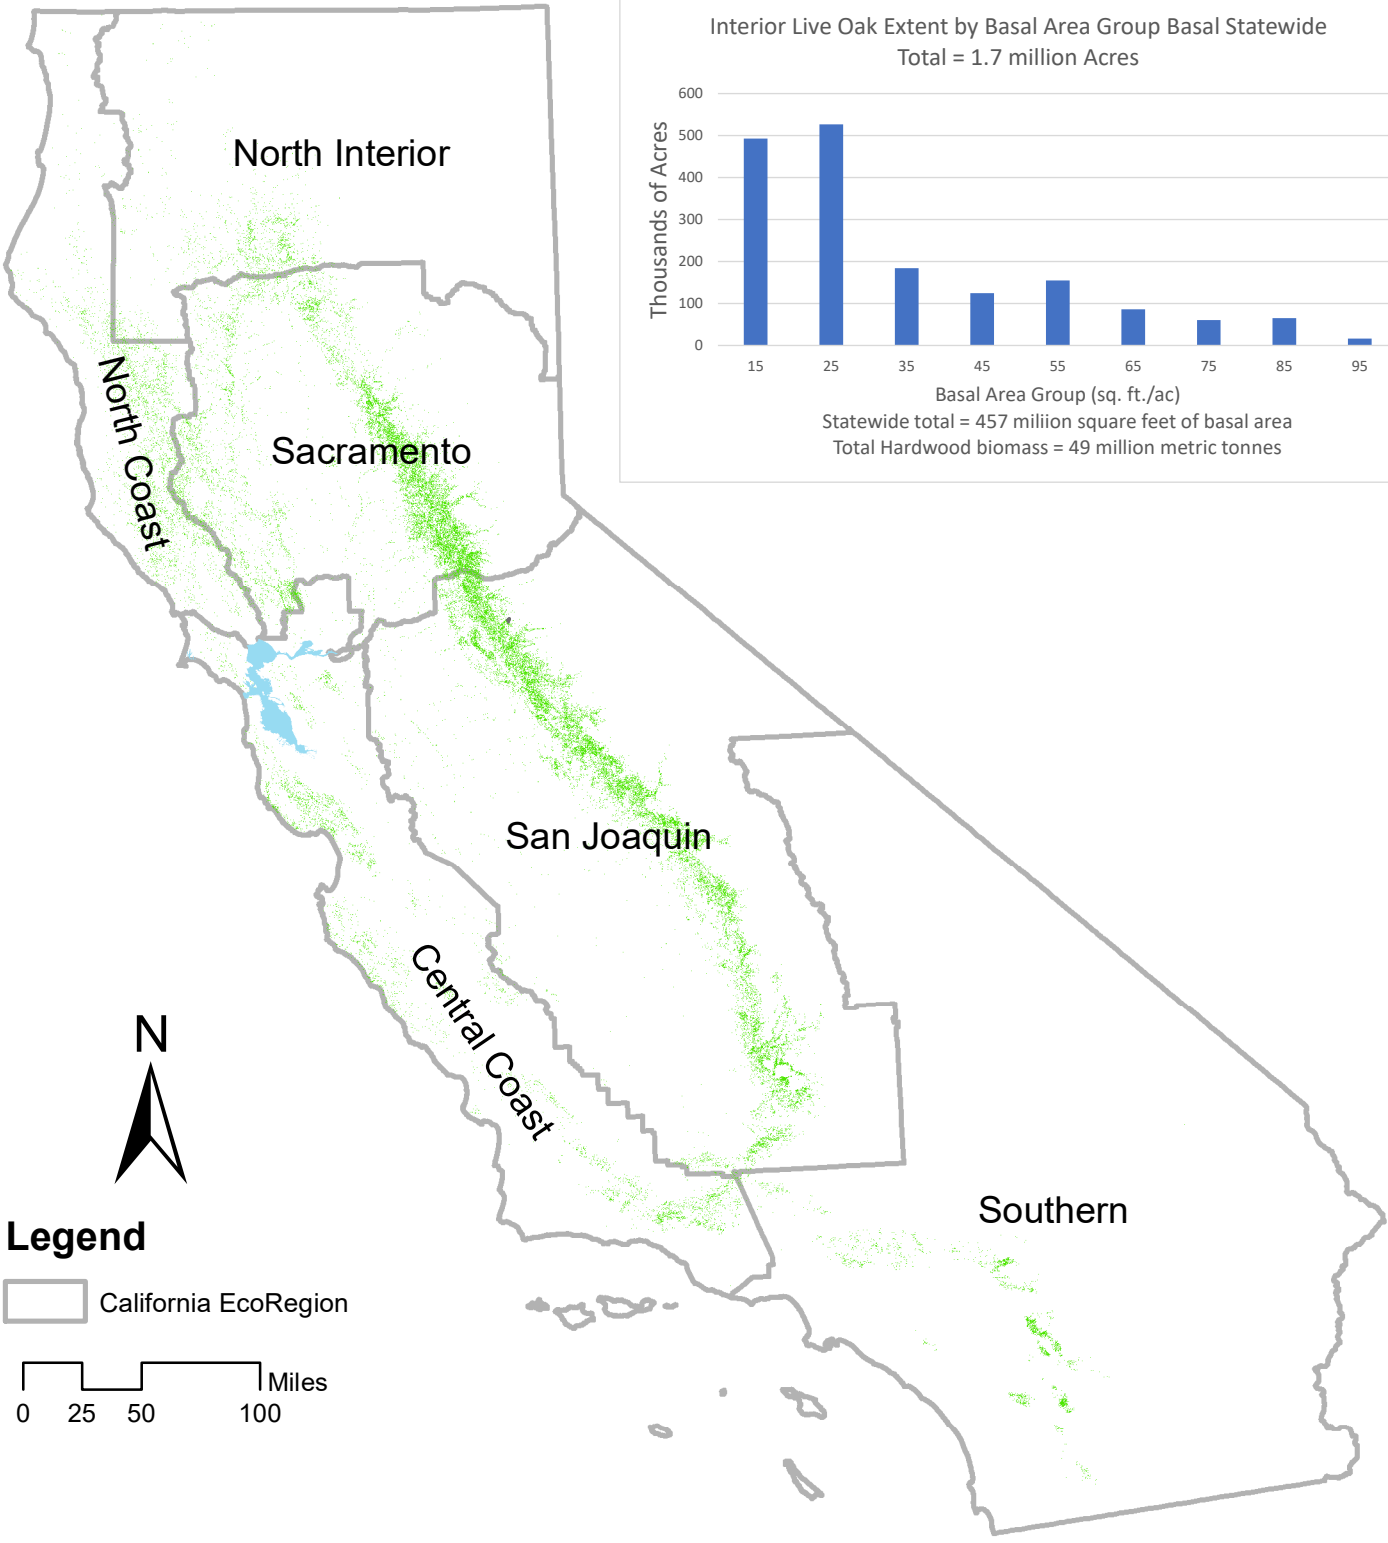 Interior Live Oak Extent by Basal Area Group Basal Statewide
Total = 1.7 million Acres
Thousands of Acres
600
500
400
300
200
100
0
15 25 35 45 55 65 75 85 95
Basal Area Group (sq. ft./ac)
Statewide total = 457 miliion square feet of basal area
Total Hardwood biomass = 49 million metric tonnes
North Interior
North Coast
Sacramento
San Joaquin
Central Coast
Southern
N
Legend
California EcoRegion
Miles
0 25 50 100